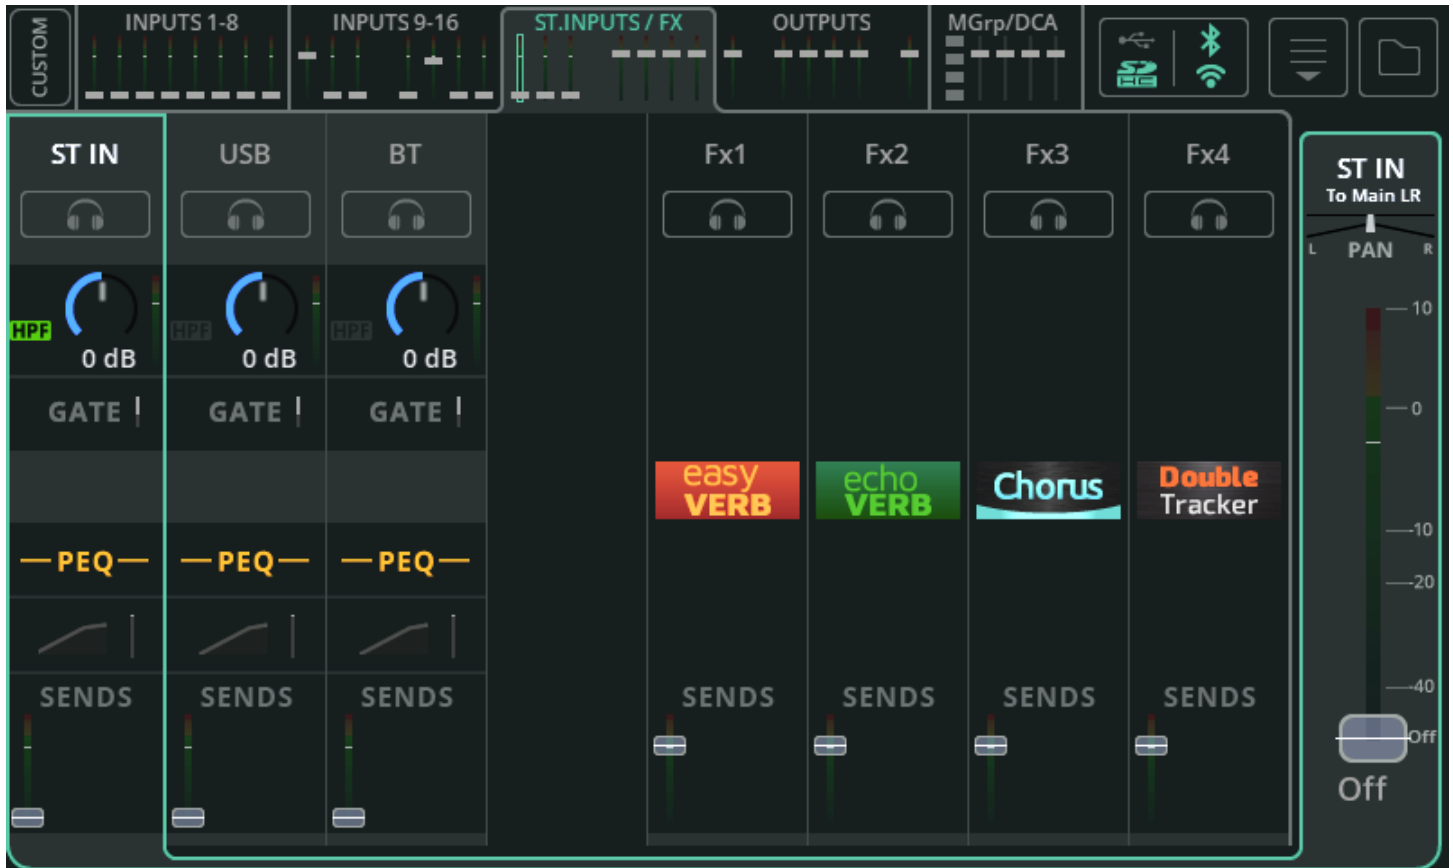 CUSTOM
INPUTS 1-8
INPUTS 9-16
ST.INPUTS / FX
OUTPUTS
MGrp/DCA
SD
HC
ST IN
USB
BT
Fx1
Fx2
Fx3
Fx4
ST IN
To Main LR
L PAN R
HPF
HPF
HPF
0 dB
0 dB
0 dB
GATE
GATE
GATE
easy
VERB
echo
VERB
Chorus
Double
Tracker
PEQ
PEQ
PEQ
SENDS
SENDS
SENDS
SENDS
SENDS
SENDS
SENDS
10
0
-10
-20
-40
Off
Off